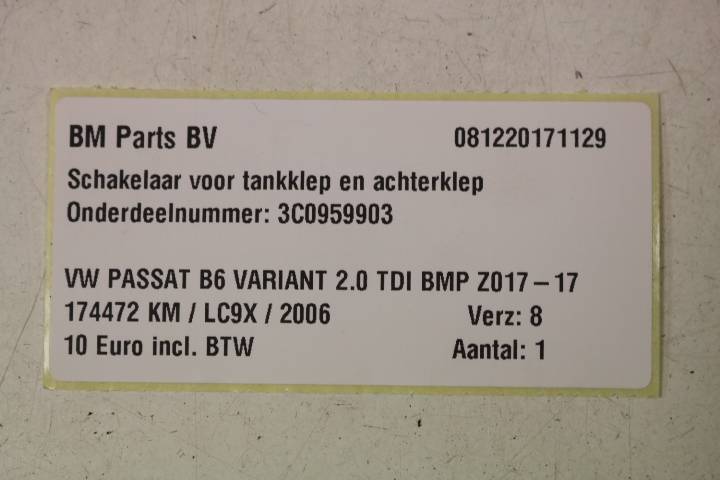 BM Parts BV 081220171129
Schakelaar voor tankklep en achterklep
Onderdeelnummer: 3C0959903
VW PASSAT B6 VARIANT 2.0 TDI BMP Z017 – 17
174472 KM / LC9X / 2006 Verz: 8
10 Euro incl. BTW Aantal: 1